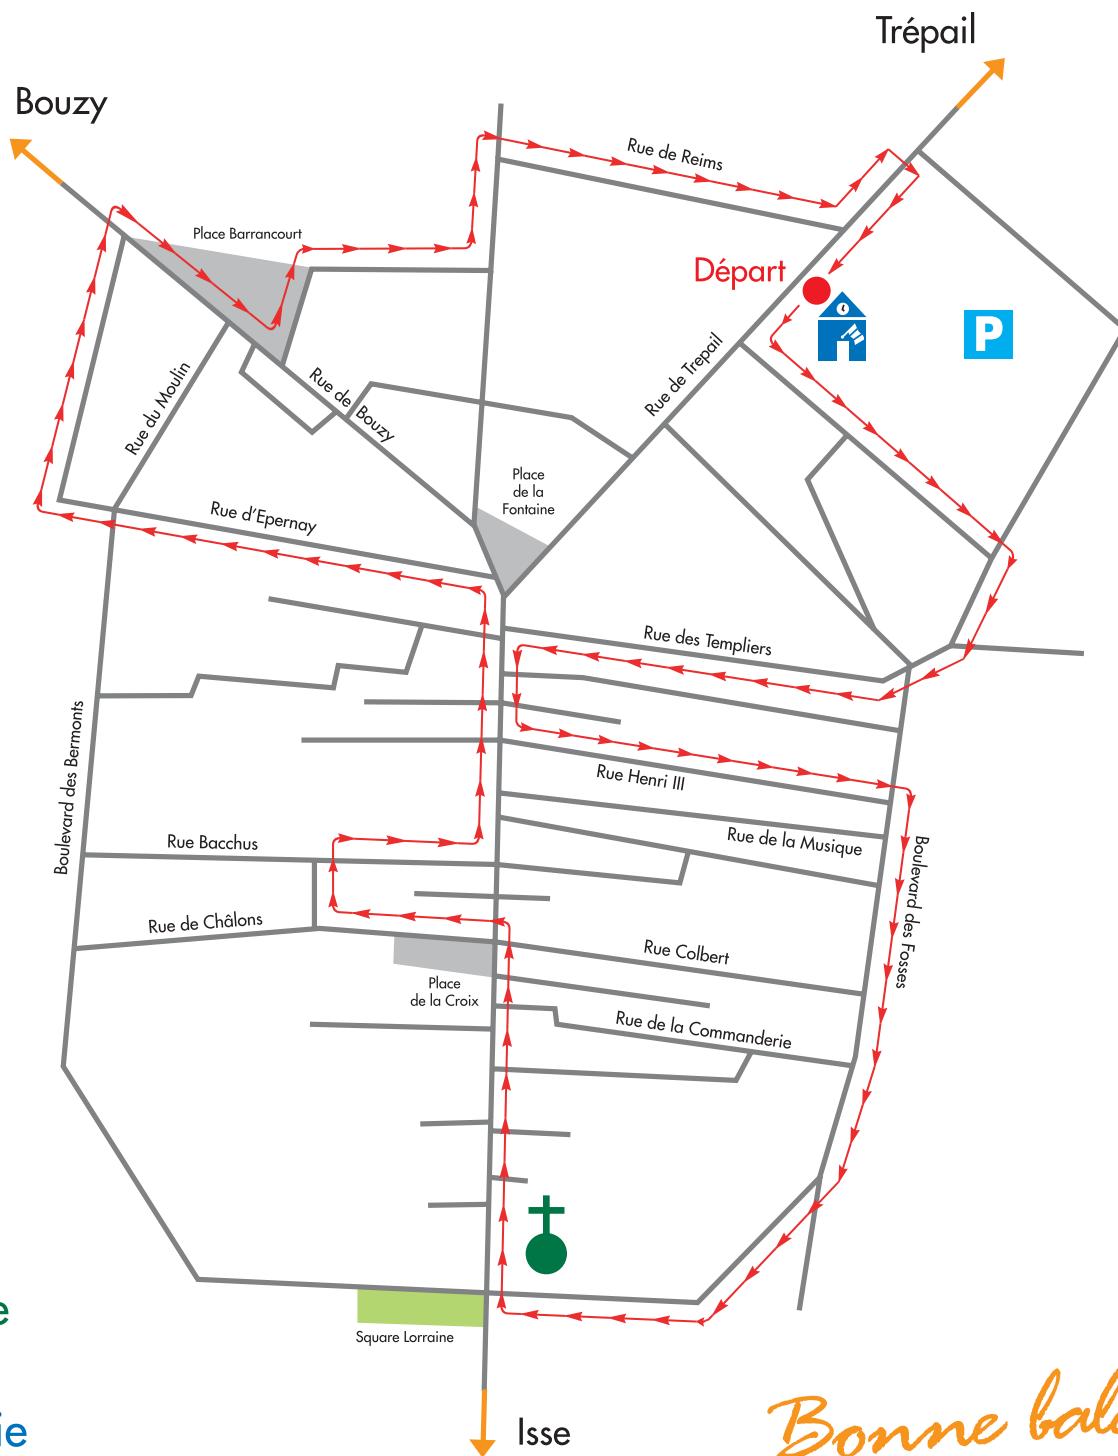 Trépail
Bouzy
Rue de Reims
Place Barrancourt
Départ
P
Rue de Trepail
Rue du Moulin
Rue de Bouzy
Place
de la
Fontaine
Rue d'Epernay
Rue des Templiers
Boulevard des Bermonts
Rue Henri III
Rue de la Musique
Rue Bacchus
Boulevard des Fosses
Rue de Châlons
Rue Colbert
Place
de la Croix
Rue de la Commanderie
e
Square Lorraine
ie
Isse
Bonne bala